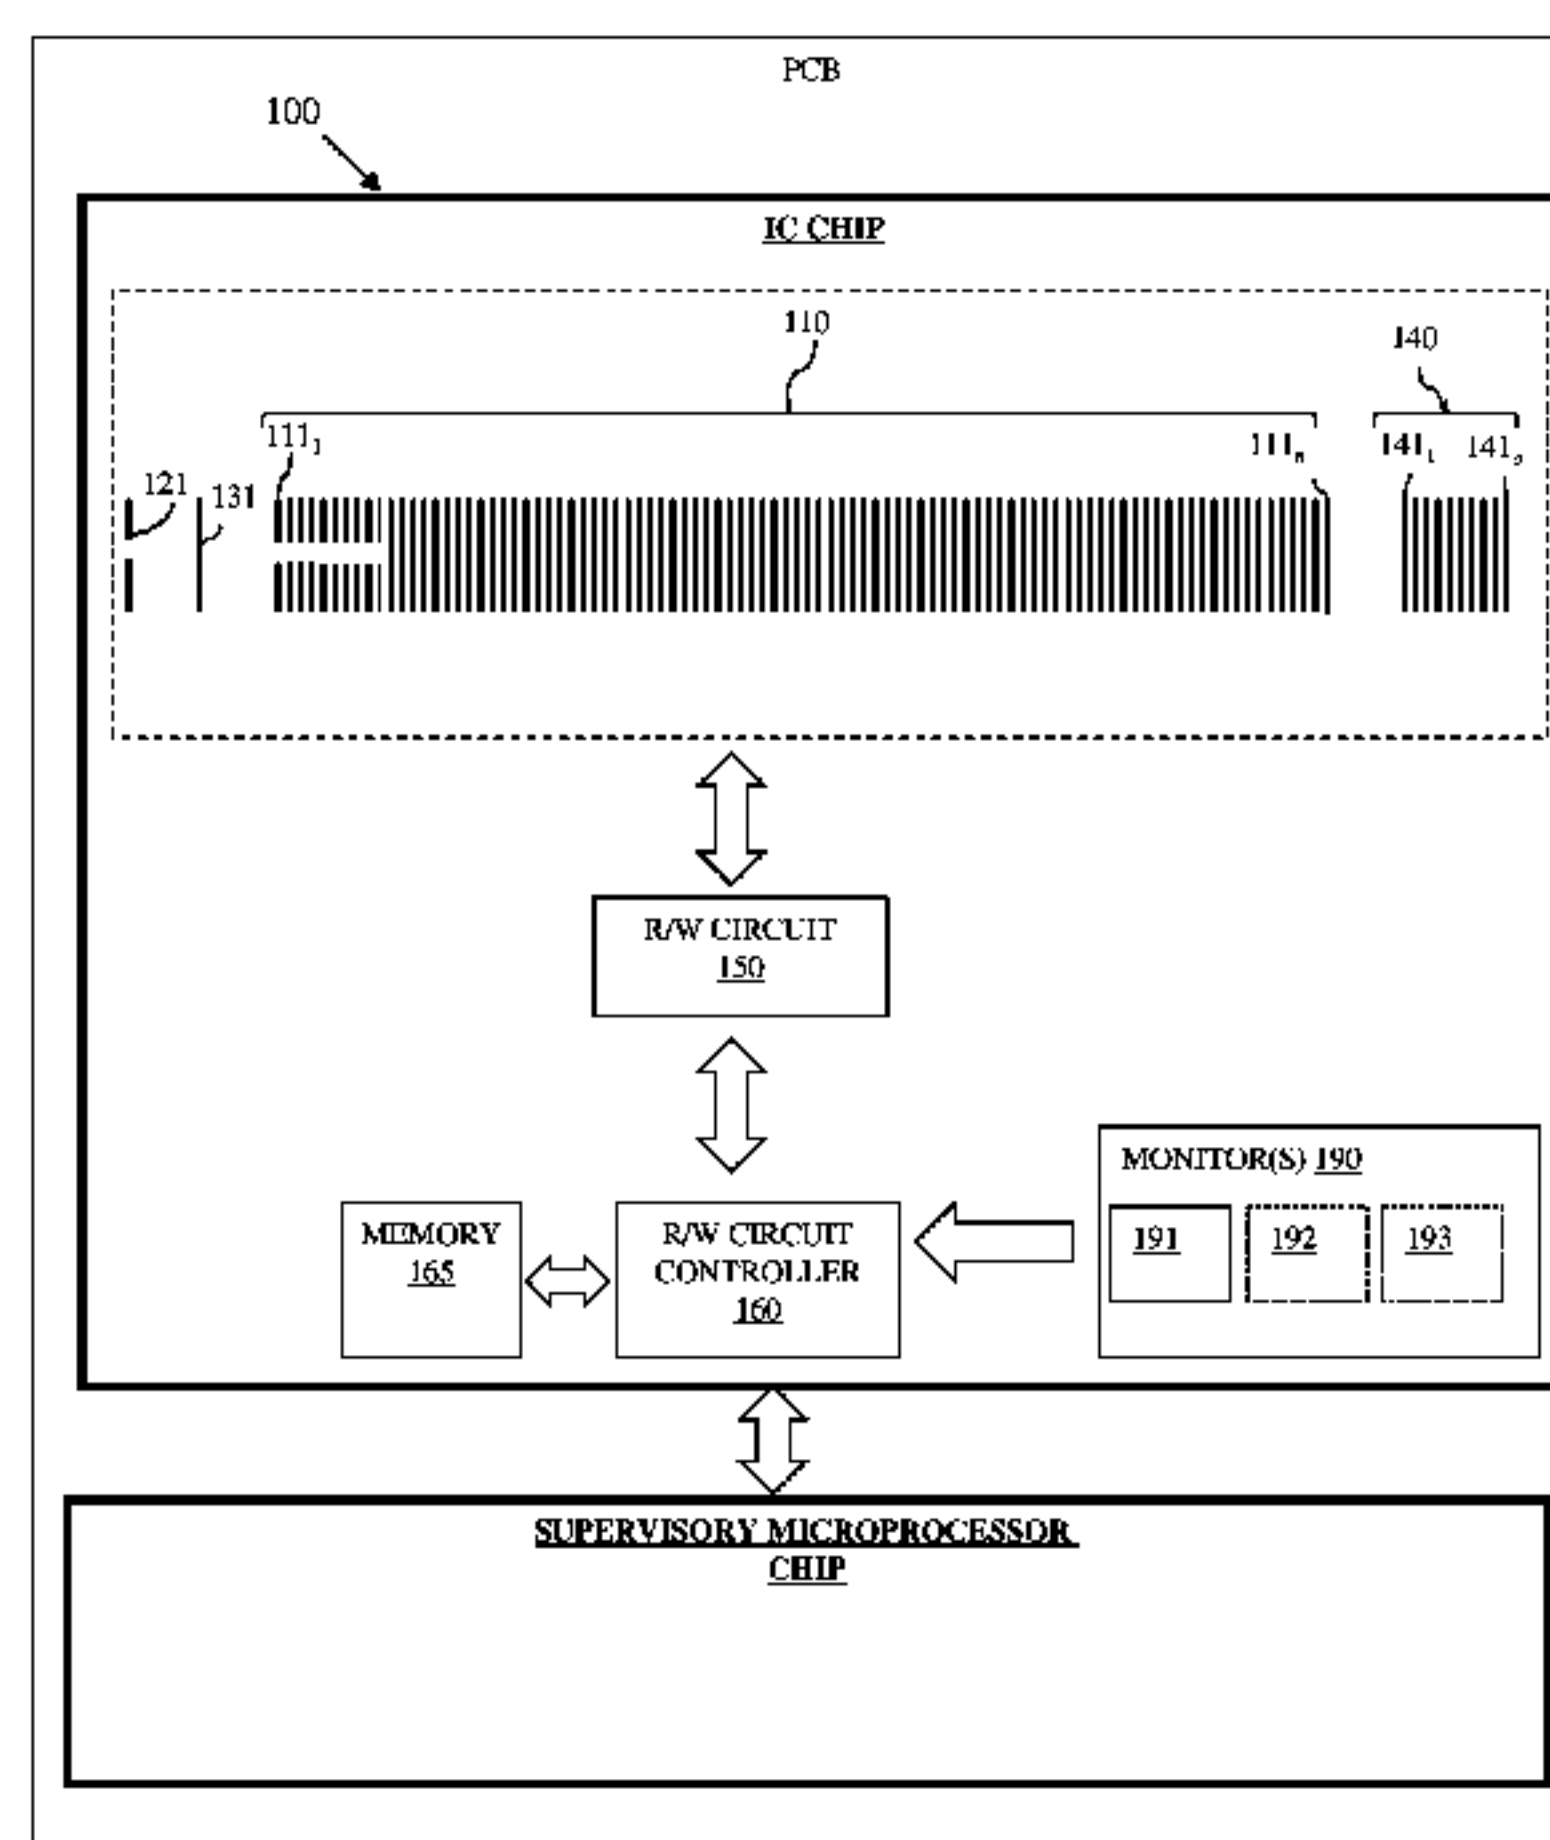 PCB
100
IC CHIP
110
140
111₁
111ₙ
141₁
141
121
131
R/W CIRCUIT
150
MONITOR(S) 190
191
192
193
MEMORY
165
R/W CIRCUIT
CONTROLLER
160
SUPERVISORY MICROPROCESSOR
CHIP